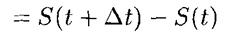 = S(t + Δt) − S(t)